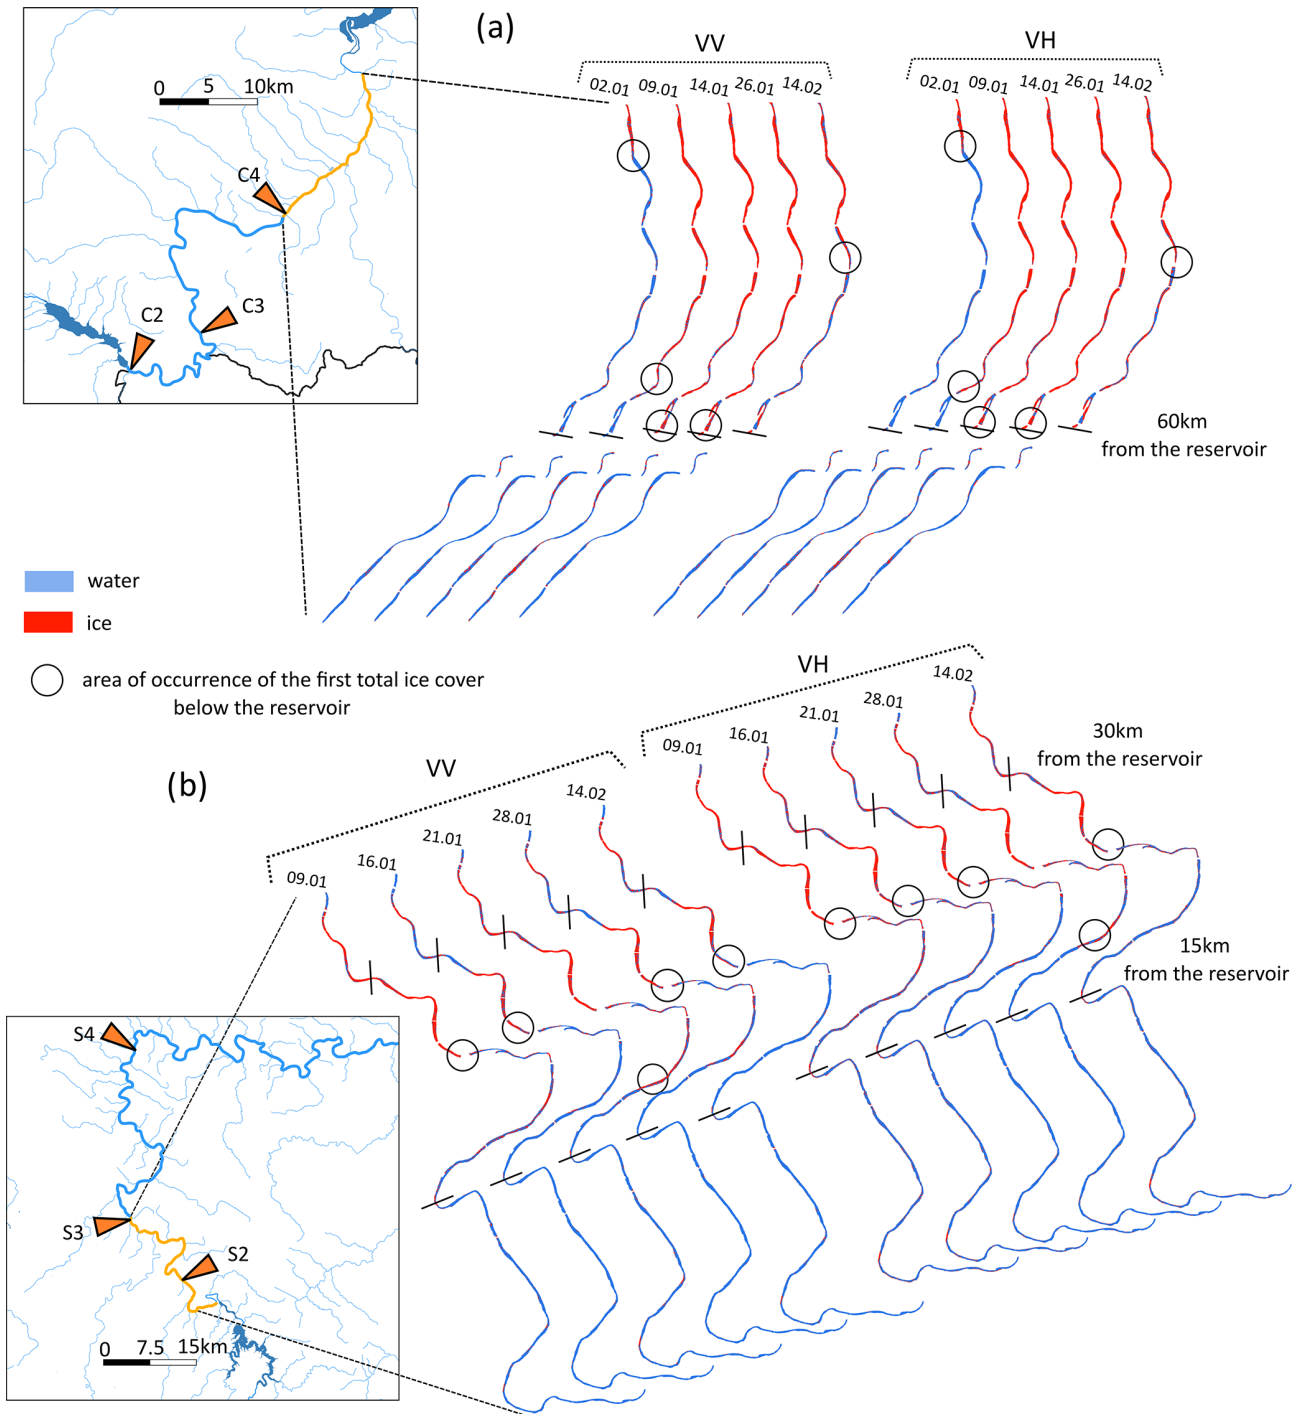 (a)
VV
VH
02.01 09.01 14.01 26.01 14.02
02.01 09.01 14.01 26.01 14.02
0 5 10km
C4
C3
C2
60km
from the reservoir
water
ice
area of occurrence of the first total ice cover
below the reservoir
(b)
VV
VH
09.01 16.01 21.01 28.01 14.02
09.01 16.01 21.01 28.01 14.02
30km
from the reservoir
15km
from the reservoir
S4
S3
S2
0 7.5 15km